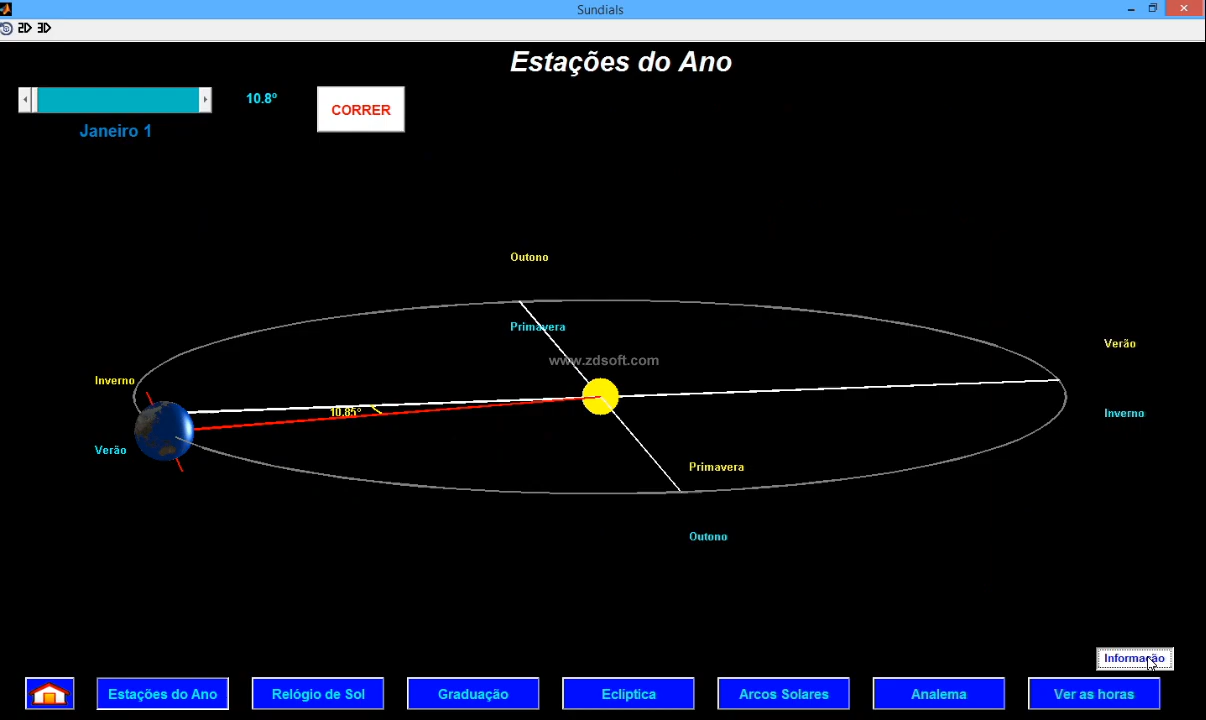 Sundials
2D 3D
Estações do Ano
10.8º
CORRER
Janeiro 1
Outono
Primavera
Verão
www.zdsoft.com
Inverno
10.85°
Inverno
Verão
Primavera
Outono
Informação
Estações do Ano
Relógio de Sol
Graduação
Eclíptica
Arcos Solares
Analema
Ver as horas